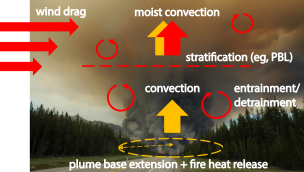 wind drag
moist convection
stratification (eg, PBL)
convection
entrainment/
detrainment
plume base extension + fire heat release